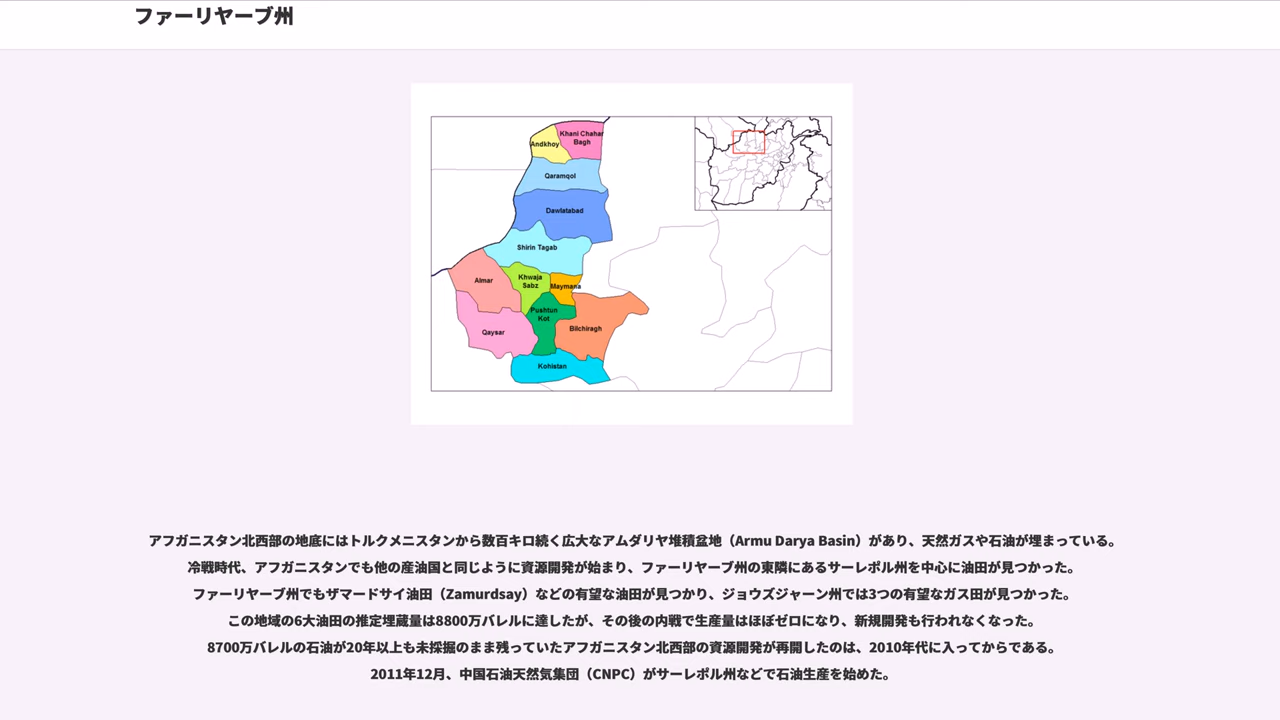 ファーリヤーブ州
Khani Chahar
Bagh
Andkhoy
Qaramqol
Dawlatabad
Shirin Tagab
Almar
Khwaja
Sabz
Maymana
Pushtun
Kot
Qaysar
Bilchiragh
Kohistan
アフガニスタン北西部の地底にはトルクメニスタンから数百キロ続く広大なアムダリヤ堆積盆地（Armu Darya Basin）があり、天然ガスや石油が埋まっている。
冷戦時代、アフガニスタンでも他の産油国と同じように資源開発が始まり、ファーリヤーブ州の東隣にあるサーレポル州を中心に油田が見つかった。
ファーリヤーブ州でもザマードサイ油田（Zamurdsay）などの有望な油田が見つかり、ジョウズジャーン州では3つの有望なガス田が見つかった。
この地域の6大油田の推定埋蔵量は8800万バレルに達したが、その後の内戦で生産量はほぼゼロになり、新規開発も行われなくなった。
8700万バレルの石油が20年以上も未採掘のまま残っていたアフガニスタン北西部の資源開発が再開したのは、2010年代に入ってからである。
2011年12月、中国石油天然気集団（CNPC）がサーレポル州などで石油生産を始めた。